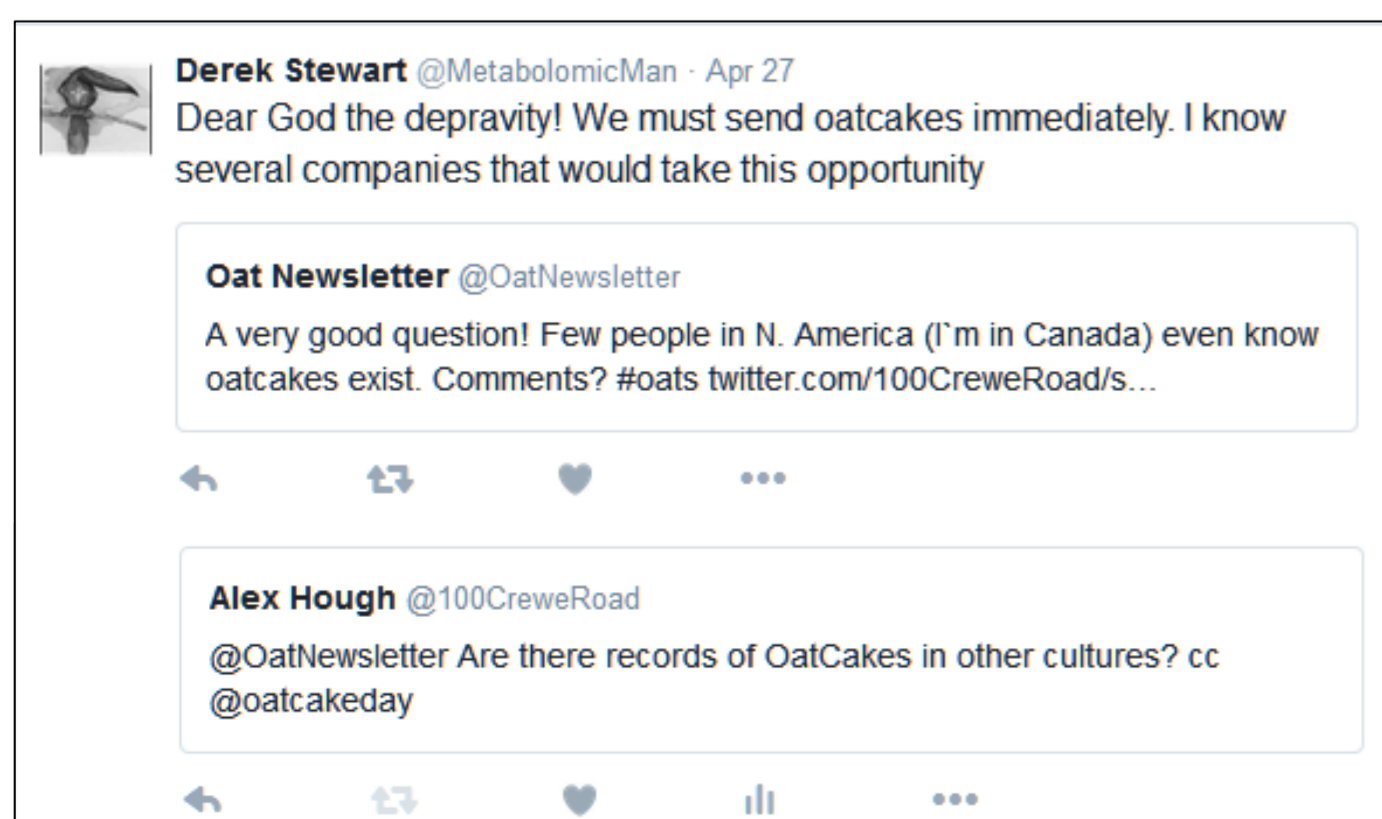 Derek Stewart @MetabolomicMan · Apr 27
Dear God the depravity! We must send oatcakes immediately. I know
several companies that would take this opportunity
Oat Newsletter @OatNewsletter
A very good question! Few people in N. America (I`m in Canada) even know
oatcakes exist. Comments? #oats twitter.com/100CreweRoad/s...
Alex Hough @100CreweRoad
@OatNewsletter Are there records of OatCakes in other cultures? cc
@oatcakeday